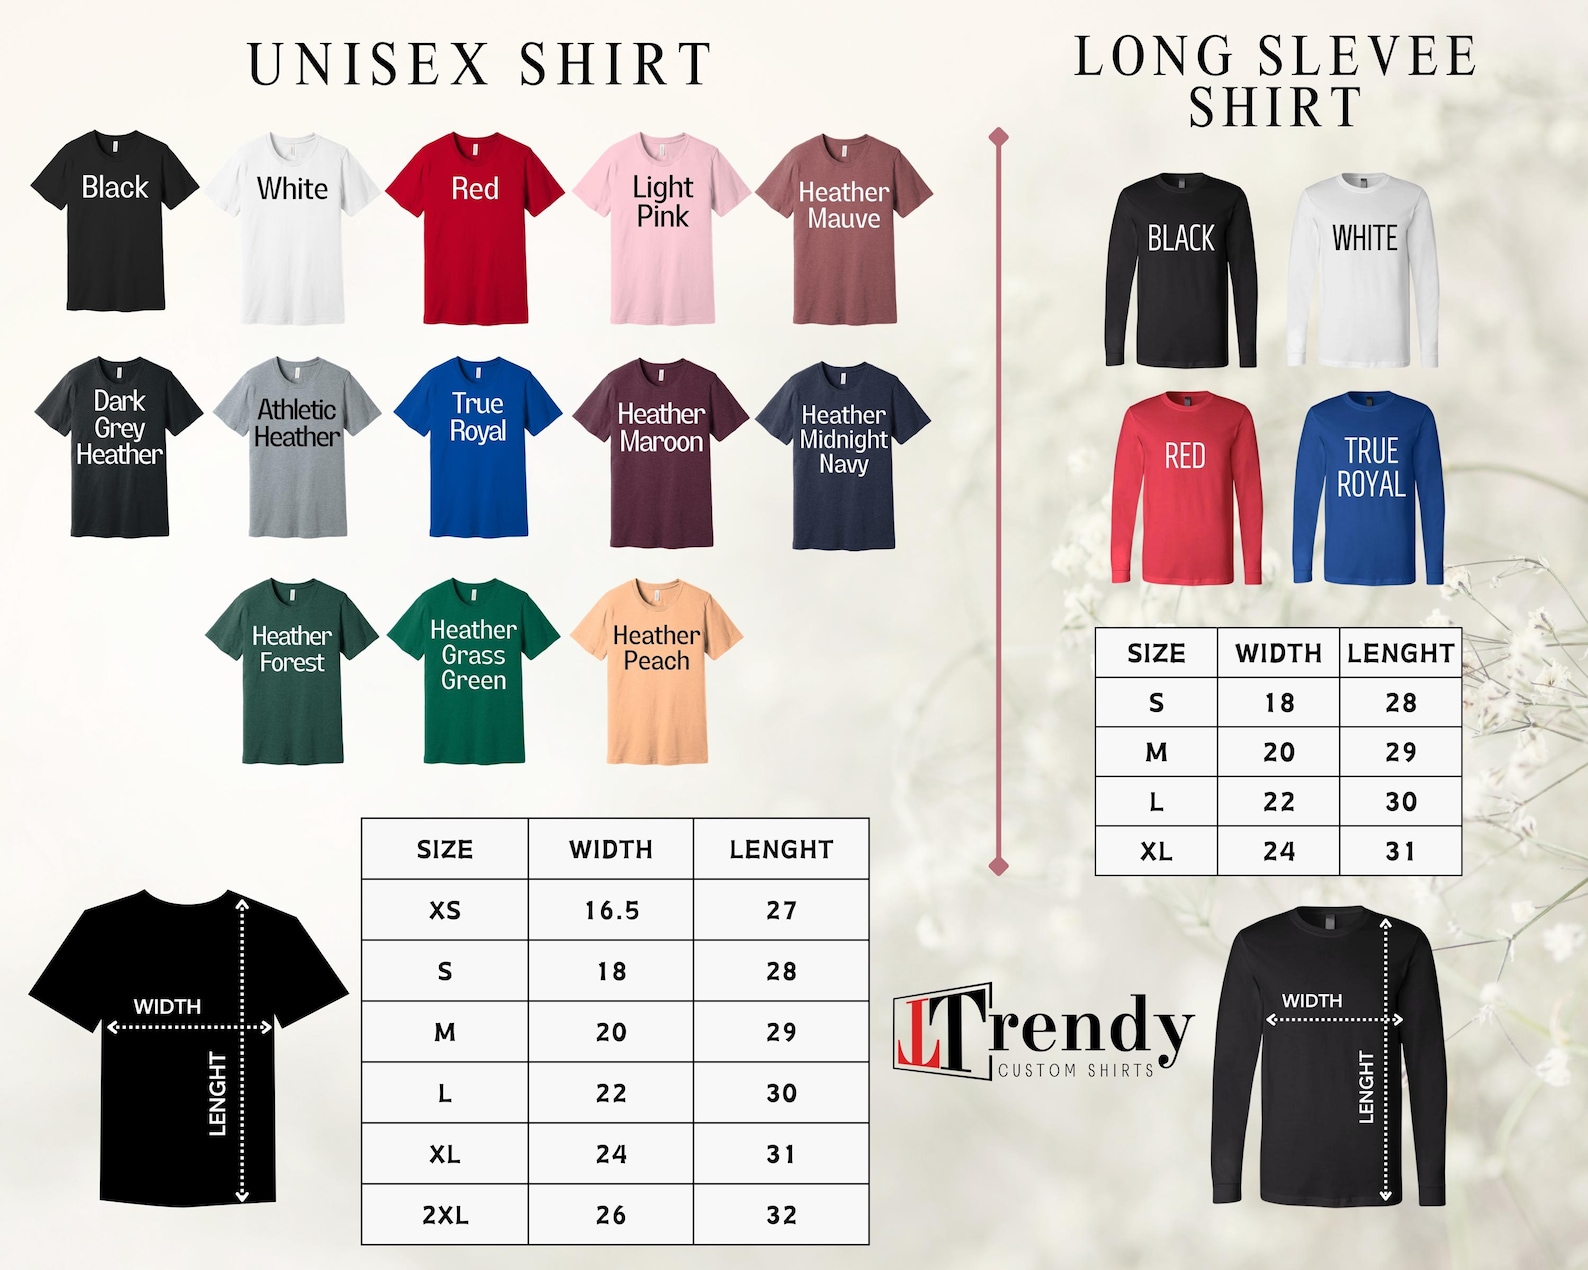 UNISEX SHIRT
Black
White
Red
Light
Pink
Heather
Mauve
Dark
Grey
Heather
Athletic
Heather
True
Royal
Heather
Maroon
Heather
Midnight
Navy
Heather
Forest
Heather
Grass
Green
Heather
Peach
WIDTH
LENGHT
SIZE WIDTH LENGHT
XS 16.5 27
S 18 28
M 20 29
L 22 30
XL 24 31
2XL 26 32
LONG SLEVEE
SHIRT
BLACK
WHITE
RED
TRUE
ROYAL
SIZE WIDTH LENGHT
S 18 28
M 20 29
L 22 30
XL 24 31
TTrendy
CUSTOM SHIRTS
WIDTH
LENGHT